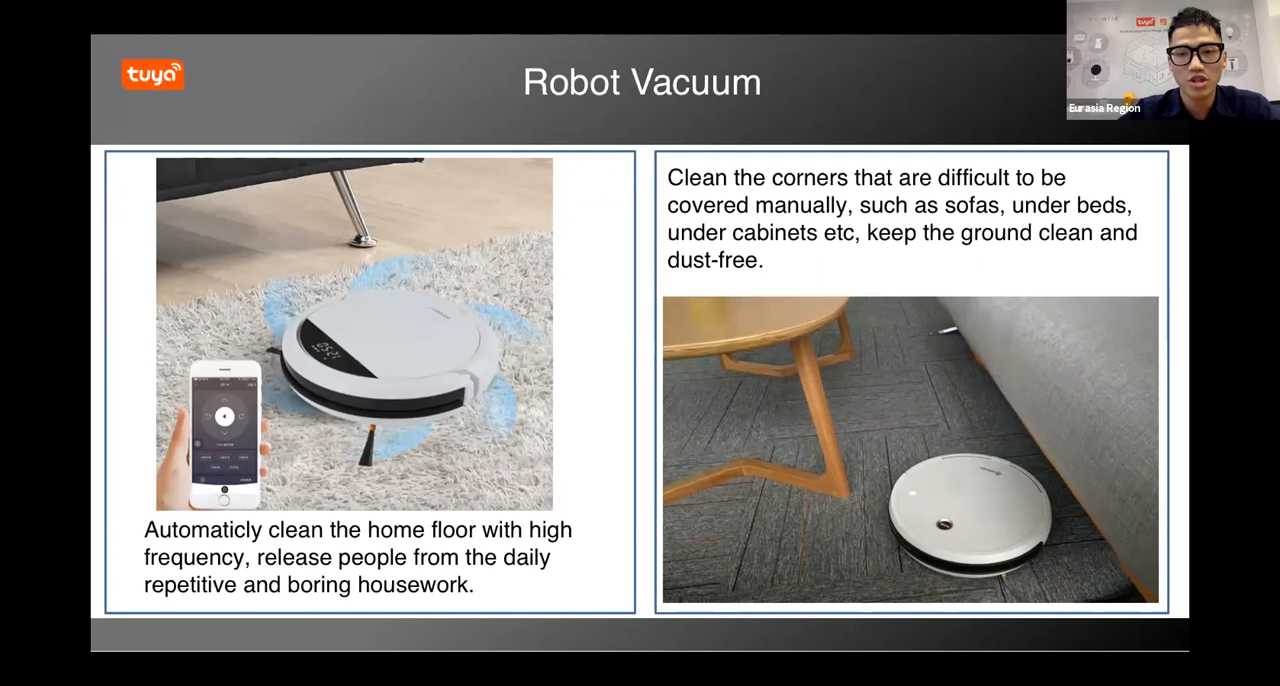 tuya
Robot Vacuum
tuya
Eurasia Region
Clean the corners that are difficult to be
covered manually, such as sofas, under beds,
under cabinets etc, keep the ground clean and
dust-free.
Automaticly clean the home floor with high
frequency, release people from the daily
repetitive and boring housework.